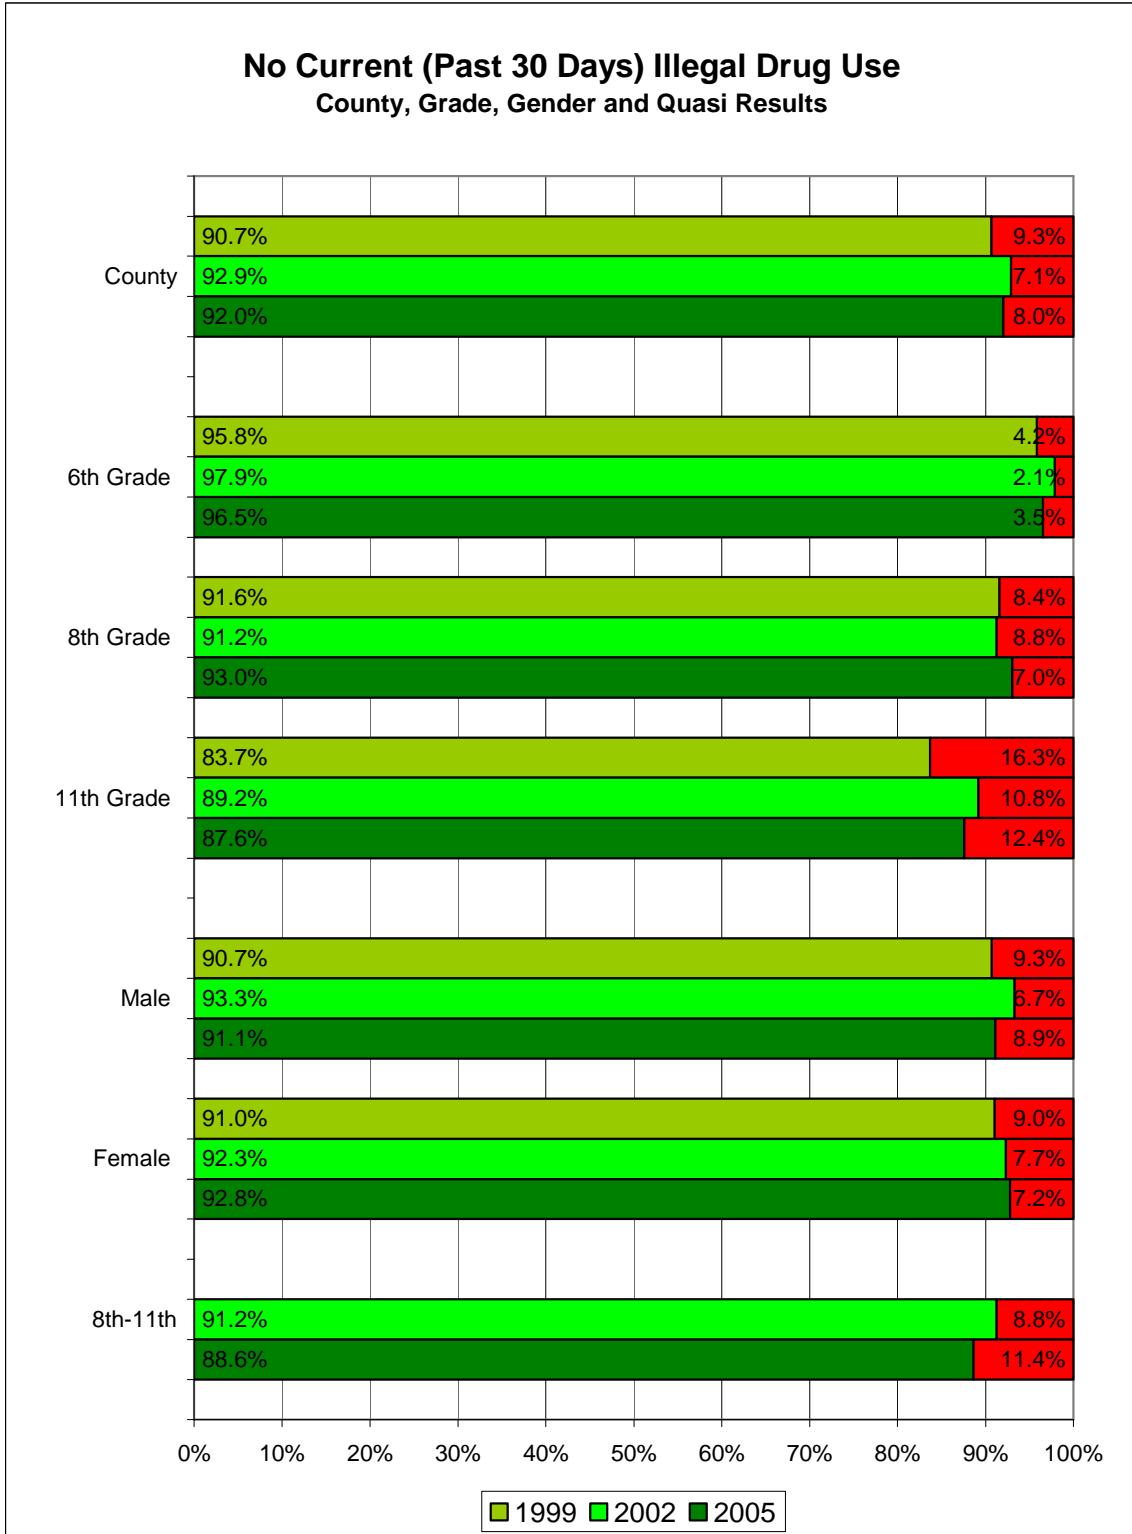 No Current (Past 30 Days) Illegal Drug Use
County, Grade, Gender and Quasi Results
90.7% 9.3%
County 92.9% 7.1%
92.0% 8.0%
95.8% 4.2%
6th Grade 97.9% 2.1%
96.5% 3.5%
91.6% 8.4%
8th Grade 91.2% 8.8%
93.0% 7.0%
83.7% 16.3%
11th Grade 89.2% 10.8%
87.6% 12.4%
90.7% 9.3%
Male 93.3% 6.7%
91.1% 8.9%
91.0% 9.0%
Female 92.3% 7.7%
92.8% 7.2%
8th-11th 91.2% 8.8%
88.6% 11.4%
0% 10% 20% 30% 40% 50% 60% 70% 80% 90% 100%
1999 2002 2005